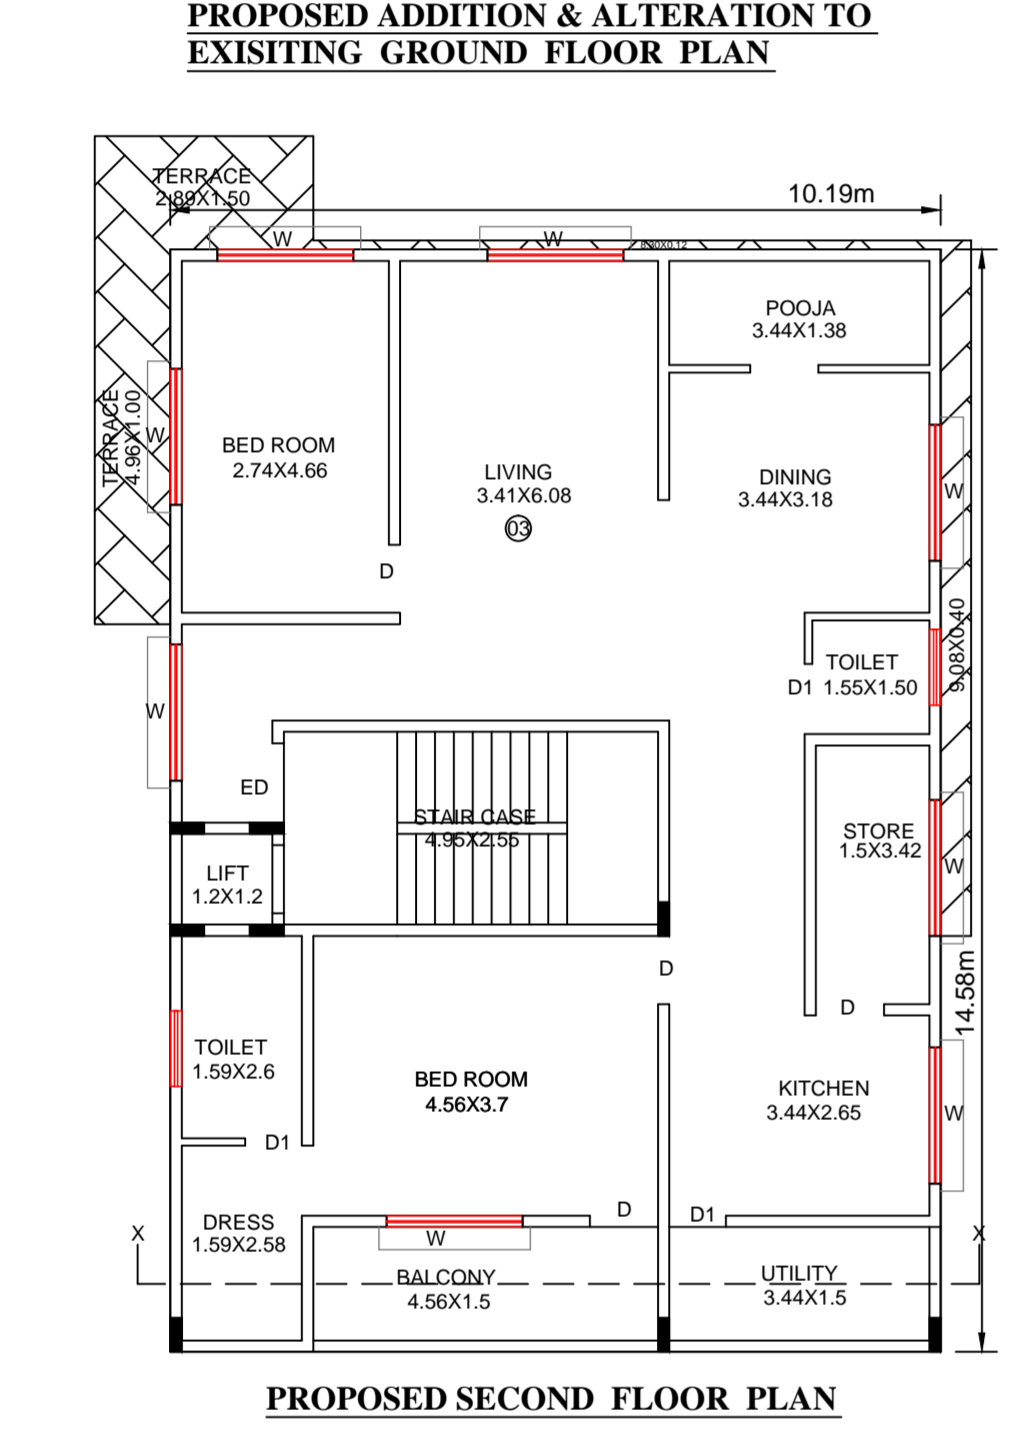 PROPOSED ADDITION & ALTERATION TO
EXISITING GROUND FLOOR PLAN
TERRACE
2.89X1.50
10.19m
W
W
8.30X0.12
POOJA
3.44X1.38
TERRACE
4.96X1.00
W
BED ROOM
2.74X4.66
LIVING
3.41X6.08
03
DINING
3.44X3.18
W
D
9.08X0.40
TOILET
D1 1.55X1.50
W
ED
STAIR CASE
4.95X2.55
STORE
1.5X3.42
W
LIFT
1.2X1.2
D
14.58m
D
TOILET
1.59X2.6
BED ROOM
4.56X3.7
KITCHEN
3.44X2.65
W
D1
DRESS
1.59X2.58
D
D1
X
X
W
BALCONY
4.56X1.5
UTILITY
3.44X1.5
PROPOSED SECOND FLOOR PLAN